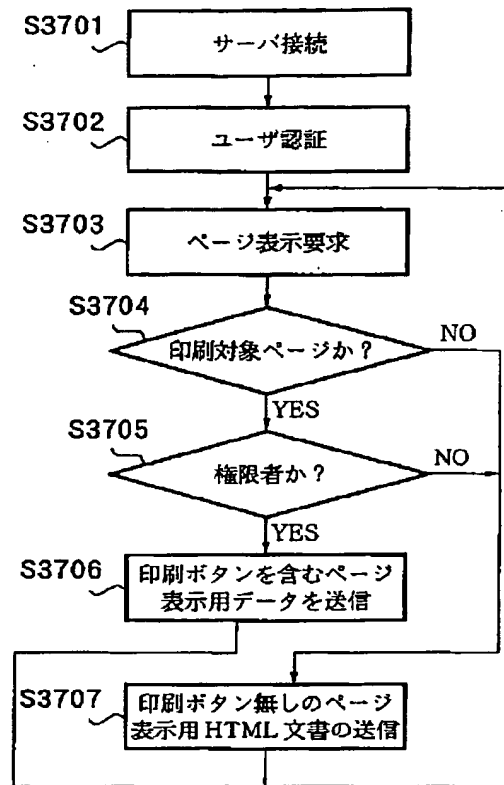 S3701
サーバ接続
S3702
ユーザ認証
S3703
ページ表示要求
S3704
印刷対象ページか？
NO
YES
S3705
権限者か？
NO
YES
S3706
印刷ボタンを含むページ
表示用データを送信
S3707
印刷ボタン無しのページ
表示用HTML文書の送信